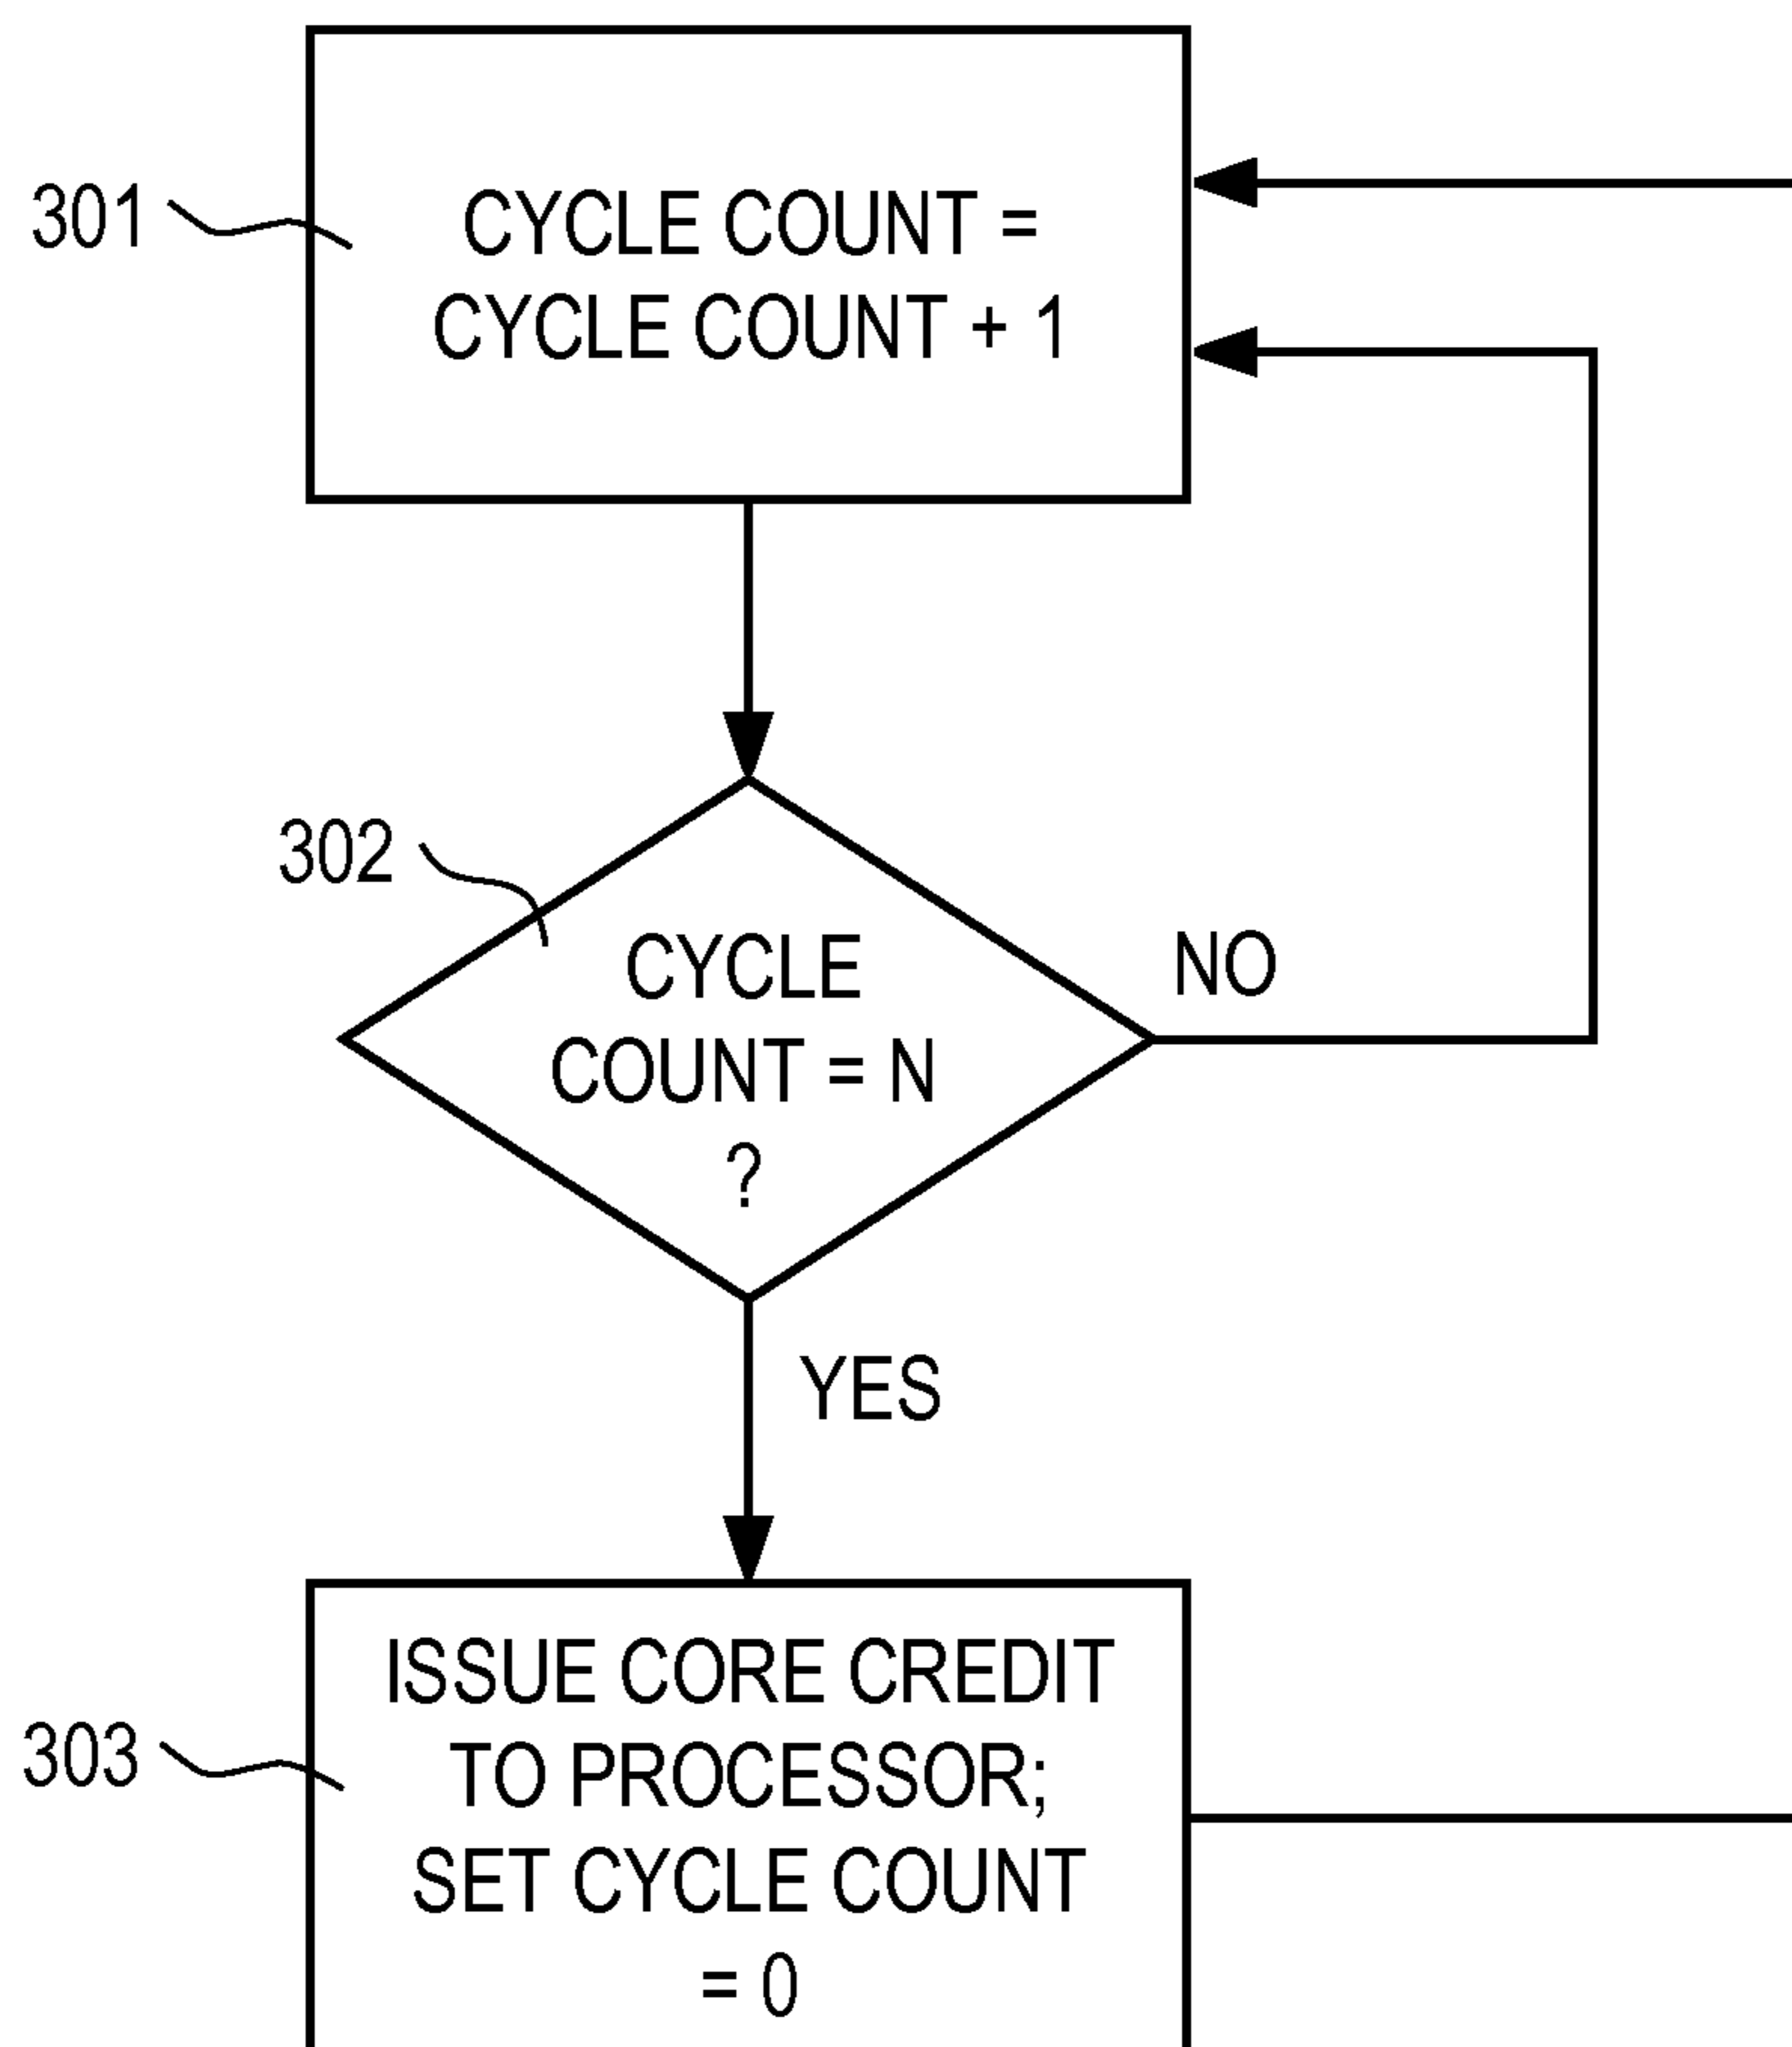 301
CYCLE COUNT =
CYCLE COUNT + 1
302
CYCLE
COUNT = N
?
NO
YES
303
ISSUE CORE CREDIT
TO PROCESSOR;
SET CYCLE COUNT
= 0